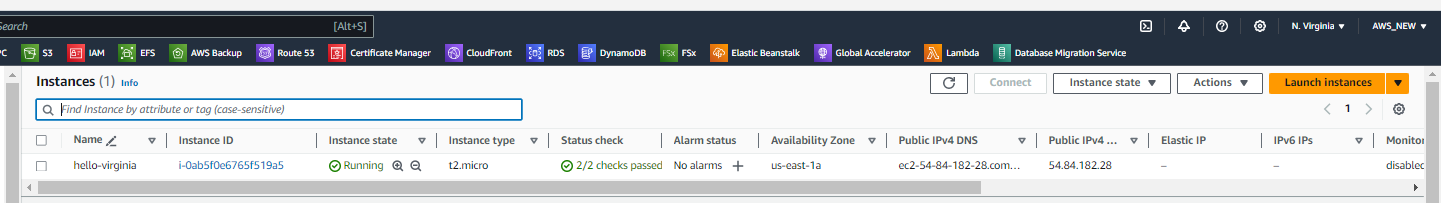 Search [Alt+S] N. Virginia AWS_NEW
PC S3 IAM EFS AWS Backup Route 53 Certificate Manager CloudFront RDS DynamoDB FSx FSx Elastic Beanstalk Global Accelerator Lambda Database Migration Service
Instances (1) Info Connect Instance state Actions Launch instances
Find Instance by attribute or tag (case-sensitive) 1
Name Instance ID Instance state Instance type Status check Alarm status Availability Zone Public IPv4 DNS Public IPv4 ... Elastic IP IPv6 IPs Monitor
hello-virginia i-0ab5f0e6765f519a5 Running t2.micro 2/2 checks passed No alarms us-east-1a ec2-54-84-182-28.com... 54.84.182.28 – – disabled